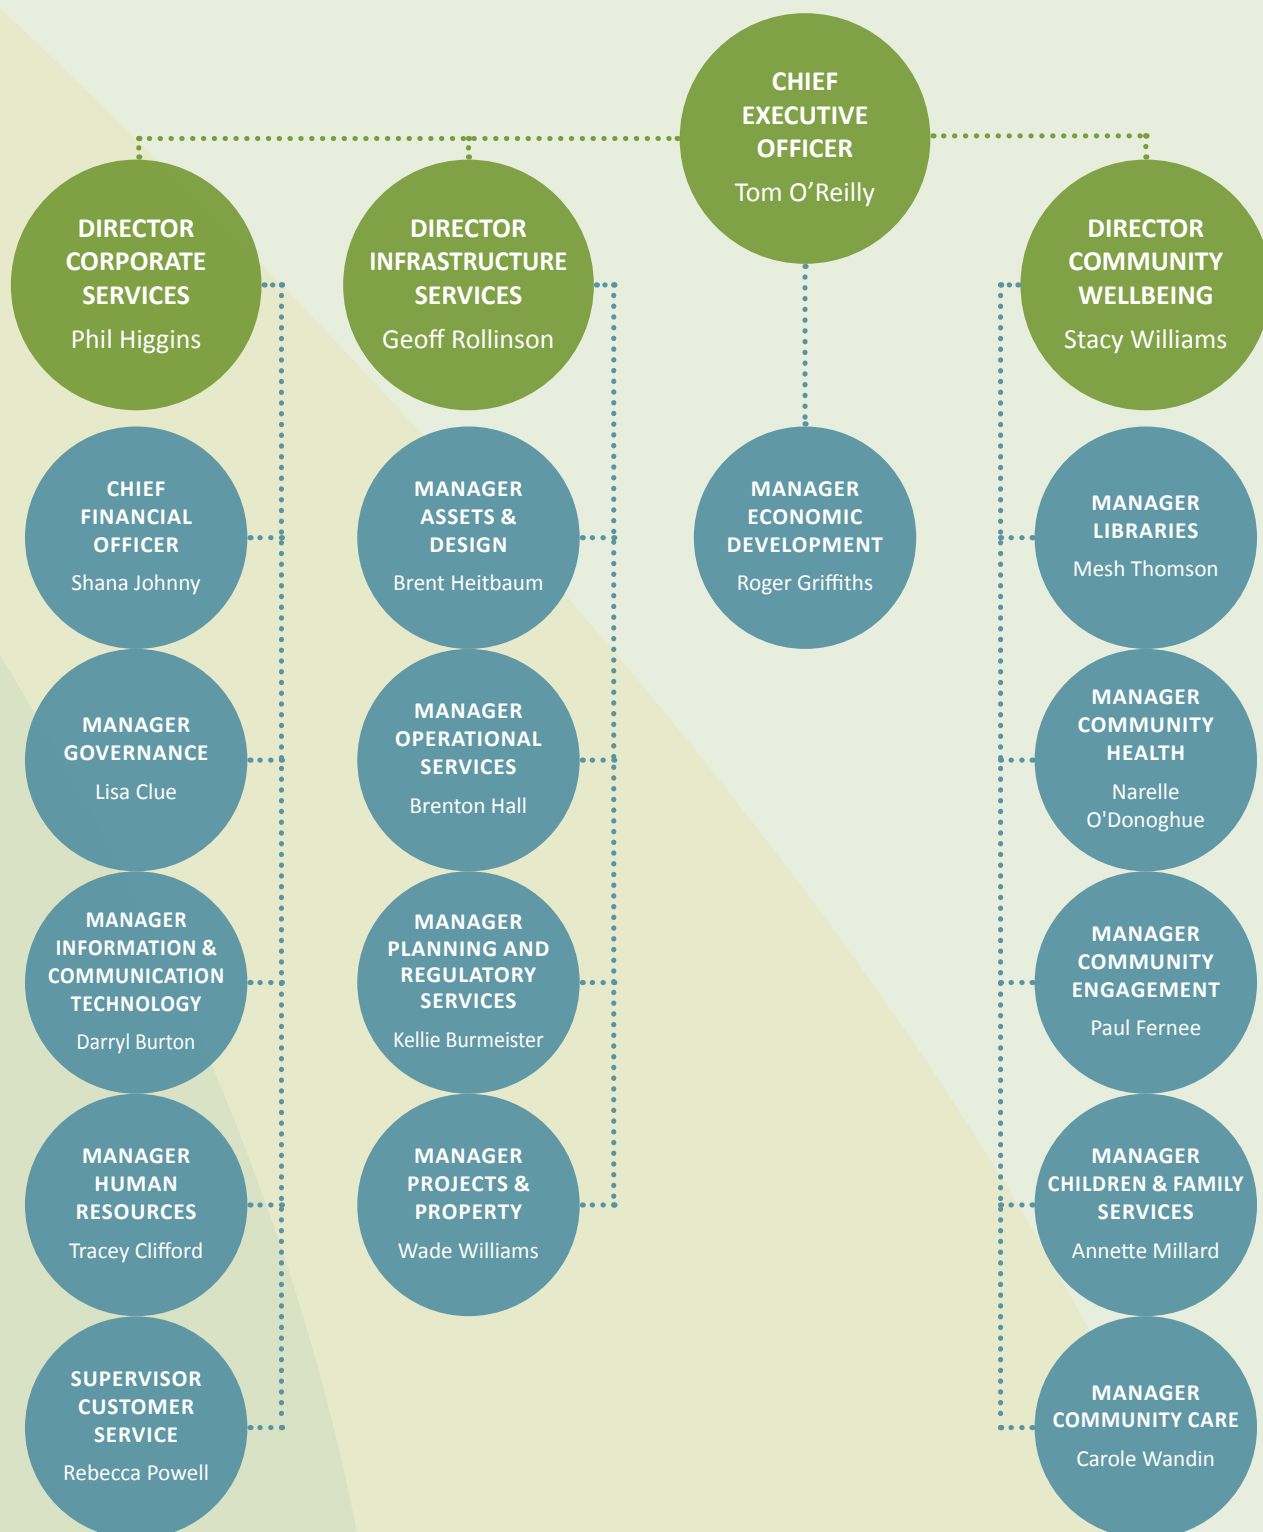 CHIEF
EXECUTIVE
OFFICER
Tom O’Reilly
DIRECTOR
CORPORATE
SERVICES
Phil Higgins
DIRECTOR
INFRASTRUCTURE
SERVICES
Geoff Rollinson
DIRECTOR
COMMUNITY
WELLBEING
Stacy Williams
CHIEF
FINANCIAL
OFFICER
Shana Johnny
MANAGER
ASSETS &
DESIGN
Brent Heitbaum
MANAGER
ECONOMIC
DEVELOPMENT
Roger Griffiths
MANAGER
LIBRARIES
Mesh Thomson
MANAGER
GOVERNANCE
Lisa Clue
MANAGER
OPERATIONAL
SERVICES
Brenton Hall
MANAGER
COMMUNITY
HEALTH
Narelle
O'Donoghue
MANAGER
INFORMATION &
COMMUNICATION
TECHNOLOGY
Darryl Burton
MANAGER
PLANNING AND
REGULATORY
SERVICES
Kellie Burmeister
MANAGER
COMMUNITY
ENGAGEMENT
Paul Fernee
MANAGER
HUMAN
RESOURCES
Tracey Clifford
MANAGER
PROJECTS &
PROPERTY
Wade Williams
MANAGER
CHILDREN & FAMILY
SERVICES
Annette Millard
SUPERVISOR
CUSTOMER
SERVICE
Rebecca Powell
MANAGER
COMMUNITY CARE
Carole Wandin